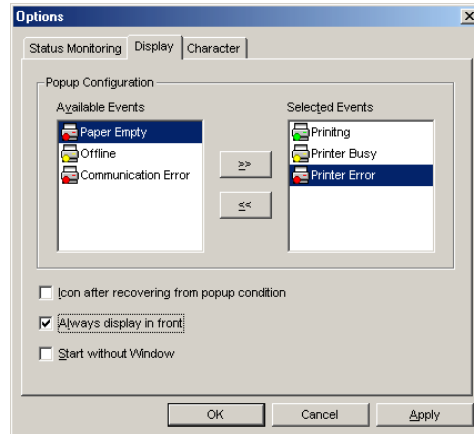 Options
Status Monitoring Display Character
Popup Configuration
Available Events Selected Events
Paper Empty Prinitng
Offline >> Printer Busy
Communication Error Printer Error
<<
Icon after recovering from popup condition
Always display in front
Start without Window
OK Cancel Apply